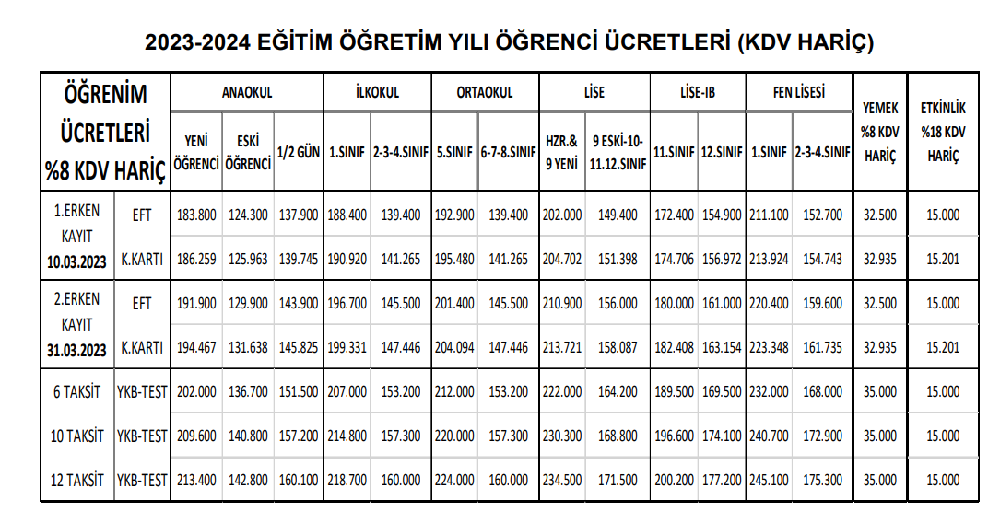 2023-2024 EĞİTİM ÖĞRETİM YILI ÖĞRENCİ ÜCRETLERİ (KDV HARİÇ)
ÖĞRENİM ÜCRETLERİ %8 KDV HARİÇ ANAOKUL İLKOKUL ORTAOKUL LİSE LİSE-IB FEN LİSESİ YEMEK %8 KDV HARİÇ ETKİNLİK %18 KDV HARİÇ
YENİ ÖĞRENCİ ESKİ ÖĞRENCİ 1/2 GÜN 1.SINIF 2-3-4.SINIF 5.SINIF 6-7-8.SINIF HZR.& 9 YENİ 9 ESKİ-10-11.12.SINIF 11.SINIF 12.SINIF 1.SINIF 2-3-4.SINIF
1.ERKEN KAYIT 10.03.2023 EFT 183.800 124.300 137.900 188.400 139.400 192.900 139.400 202.000 149.400 172.400 154.900 211.100 152.700 32.500 15.000
K.KARTI 186.259 125.963 139.745 190.920 141.265 195.480 141.265 204.702 151.398 174.706 156.972 213.924 154.743 32.935 15.201
2.ERKEN KAYIT 31.03.2023 EFT 191.900 129.900 143.900 196.700 145.500 201.400 145.500 210.900 156.000 180.000 161.000 220.400 159.600 32.500 15.000
K.KARTI 194.467 131.638 145.825 199.331 147.446 204.094 147.446 213.721 158.087 182.408 163.154 223.348 161.735 32.935 15.201
6 TAKSİT YKB-TEST 202.000 136.700 151.500 207.000 153.200 212.000 153.200 222.000 164.200 189.500 169.500 232.000 168.000 35.000 15.000
10 TAKSİT YKB-TEST 209.600 140.800 157.200 214.800 157.300 220.000 157.300 230.300 168.800 196.600 174.100 240.700 172.900 35.000 15.000
12 TAKSİT YKB-TEST 213.400 142.800 160.100 218.700 160.000 224.000 160.000 234.500 171.500 200.200 177.200 245.100 175.300 35.000 15.000